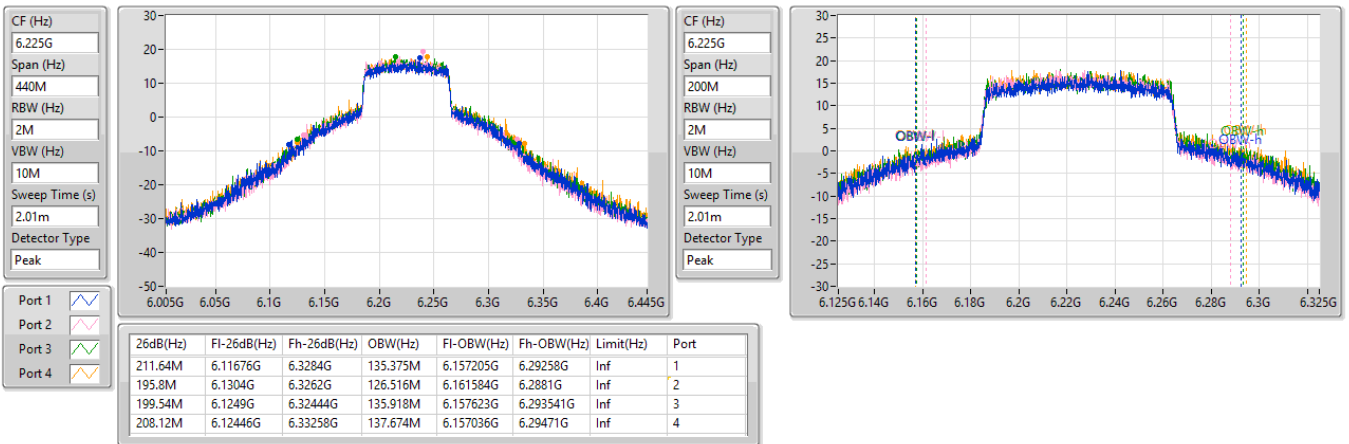 CF (Hz)
6.225G
Span (Hz)
440M
RBW (Hz)
2M
VBW (Hz)
10M
Sweep Time (s)
2.01m
Detector Type
Peak
30
20
10
0
-10
-20
-30
-40
-50
6.005G 6.05G 6.1G 6.15G 6.2G 6.25G 6.3G 6.35G 6.4G 6.445G
CF (Hz)
6.225G
Span (Hz)
200M
RBW (Hz)
2M
VBW (Hz)
10M
Sweep Time (s)
2.01m
Detector Type
Peak
30
25
20
15
10
5
0
-5
-10
-15
-20
-25
-30
OBW-l
OBW-h
OBW-h
6.125G 6.14G 6.16G 6.18G 6.2G 6.22G 6.24G 6.26G 6.28G 6.3G 6.325G
Port 1
Port 2
Port 3
Port 4
26dB(Hz) Fl-26dB(Hz) Fh-26dB(Hz) OBW(Hz) Fl-OBW(Hz) Fh-OBW(Hz) Limit(Hz) Port
211.64M 6.11676G 6.3284G 135.375M 6.157205G 6.29258G Inf 1
195.8M 6.1304G 6.3262G 126.516M 6.161584G 6.2881G Inf 2
199.54M 6.1249G 6.32444G 135.918M 6.157623G 6.293541G Inf 3
208.12M 6.12446G 6.33258G 137.674M 6.157036G 6.29471G Inf 4